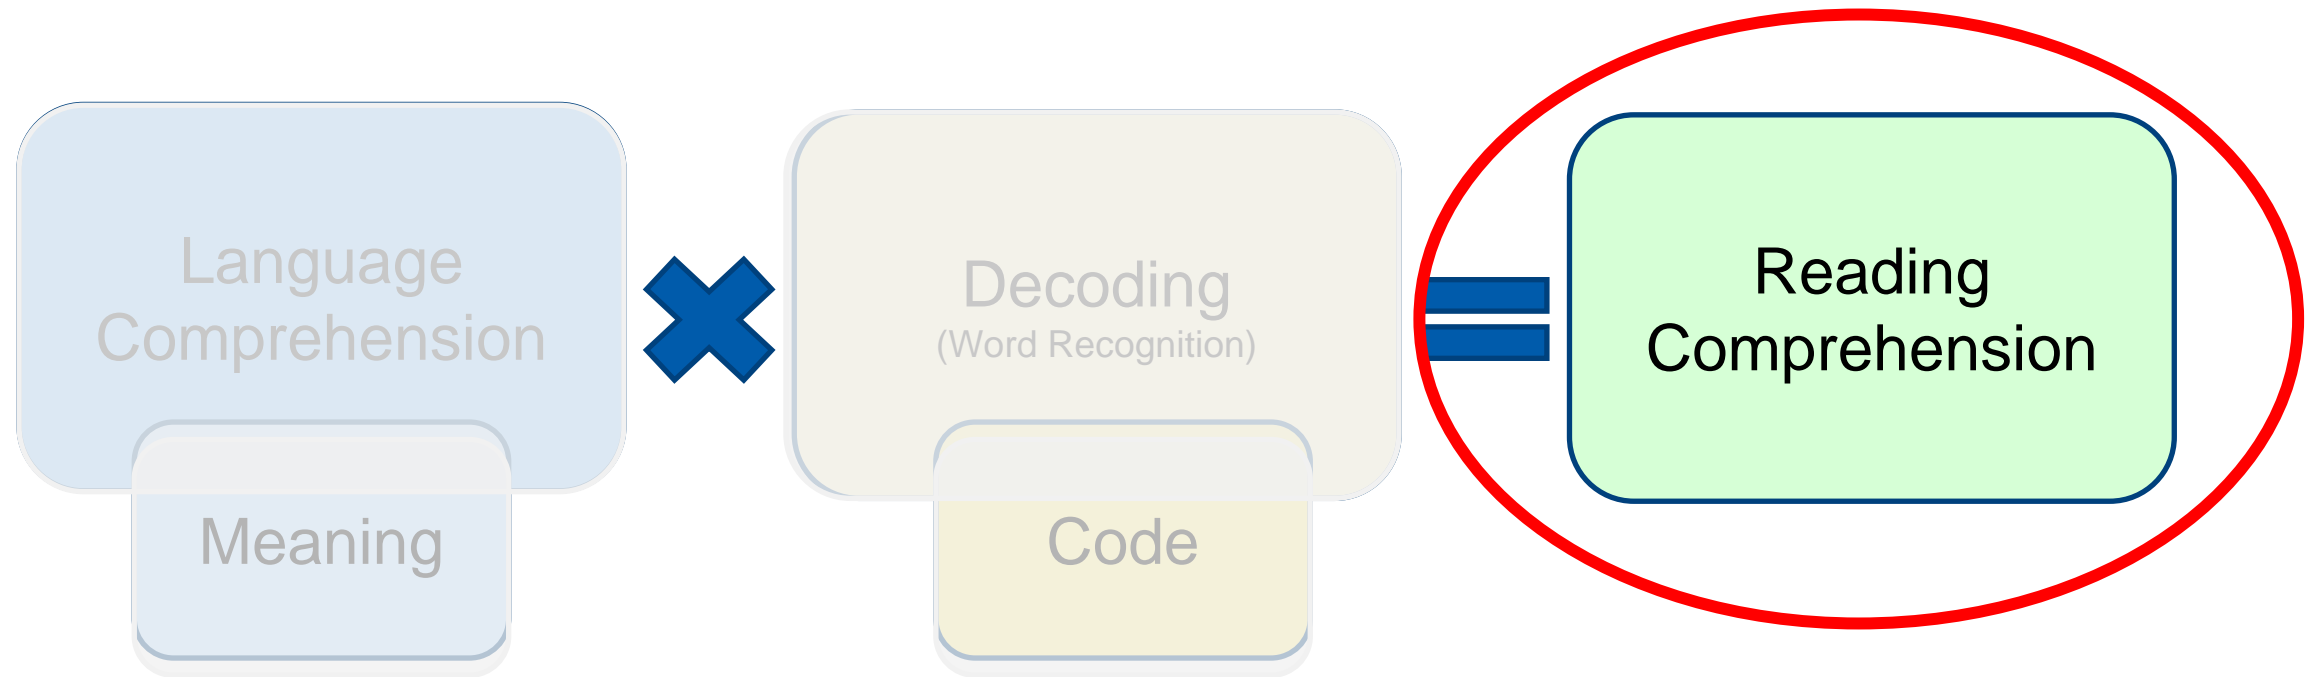 Language
Comprehension
Meaning
Decoding
(Word Recognition)
Code
Reading
Comprehension